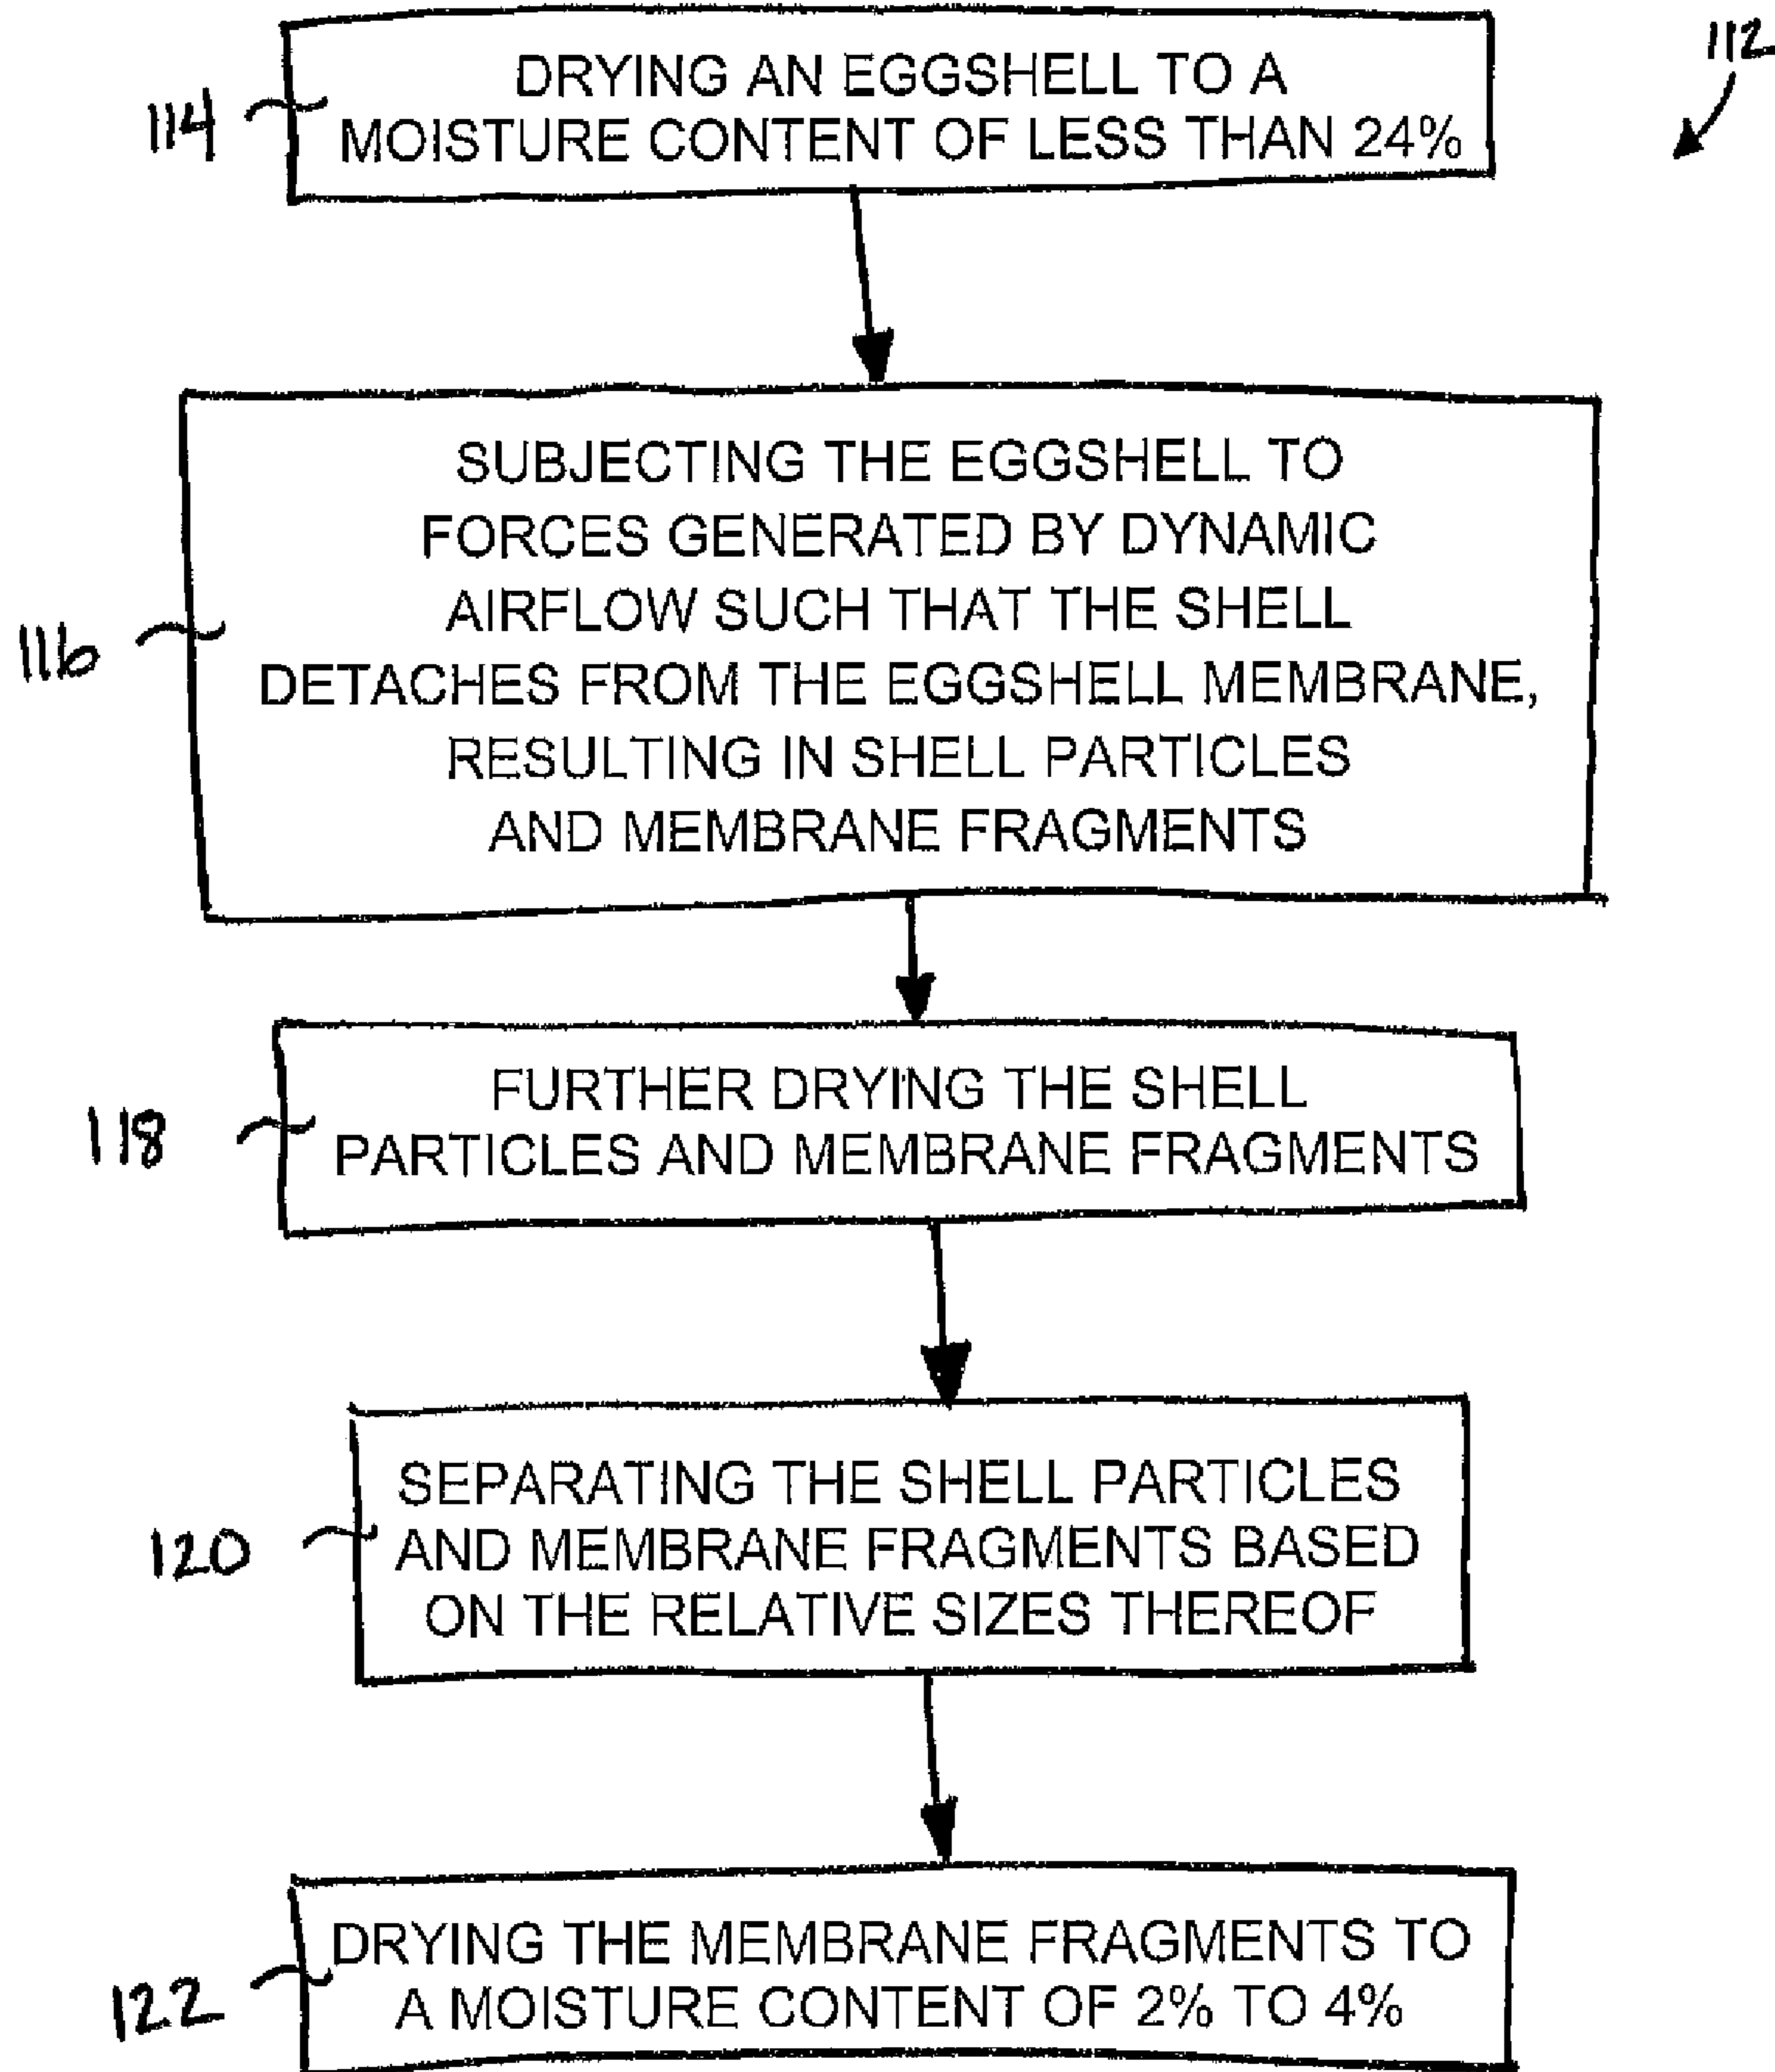 112
114
DRYING AN EGGSHELL TO A
MOISTURE CONTENT OF LESS THAN 24%
116
SUBJECTING THE EGGSHELL TO
FORCES GENERATED BY DYNAMIC
AIRFLOW SUCH THAT THE SHELL
DETACHES FROM THE EGGSHELL MEMBRANE,
RESULTING IN SHELL PARTICLES
AND MEMBRANE FRAGMENTS
118
FURTHER DRYING THE SHELL
PARTICLES AND MEMBRANE FRAGMENTS
120
SEPARATING THE SHELL PARTICLES
AND MEMBRANE FRAGMENTS BASED
ON THE RELATIVE SIZES THEREOF
122
DRYING THE MEMBRANE FRAGMENTS TO
A MOISTURE CONTENT OF 2% TO 4%